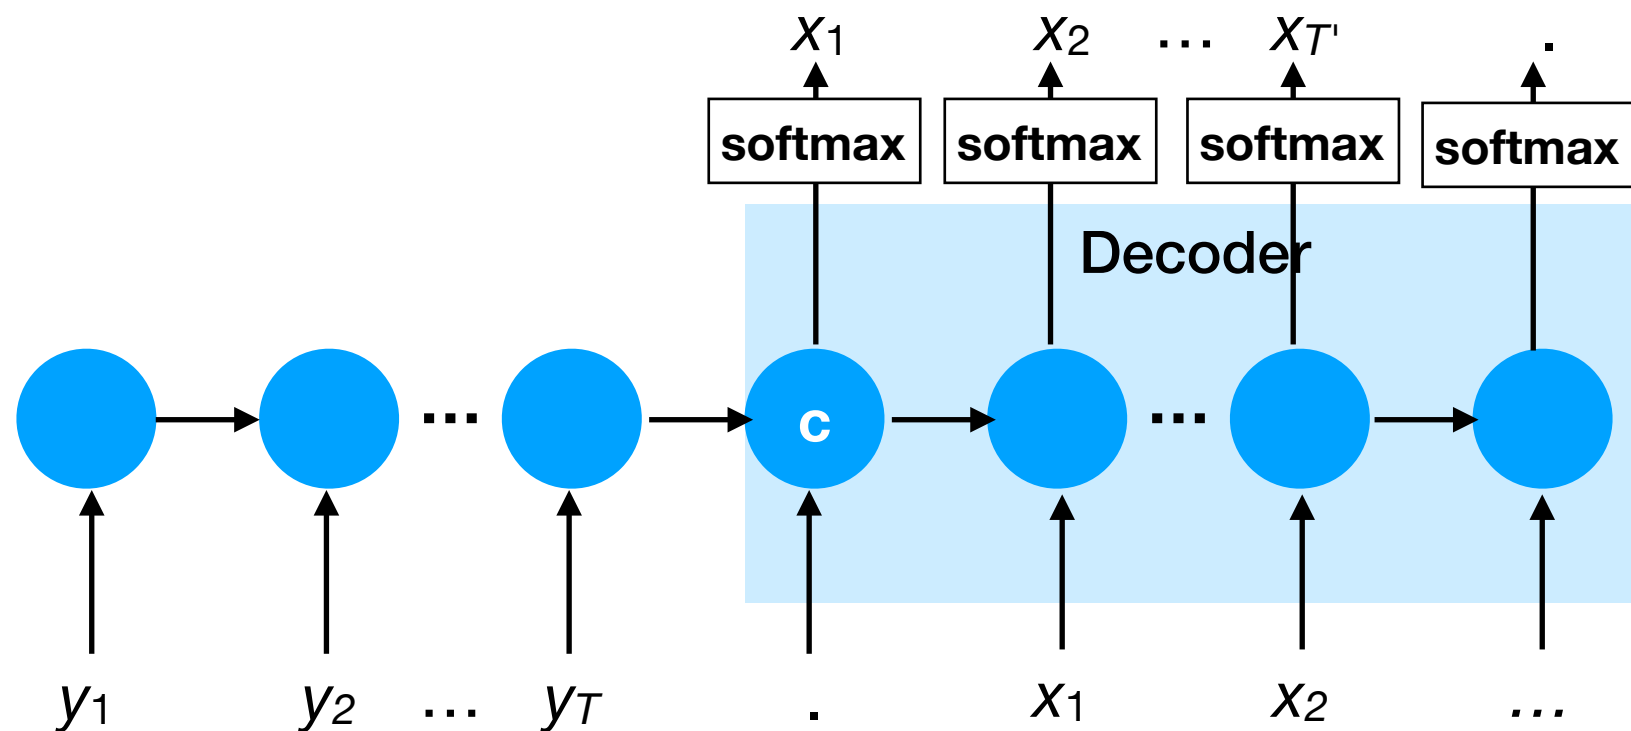 x1 x2 ... xT' .
softmax softmax softmax softmax
Decoder
... c ...
y1 y2 ... yT . x1 x2 ...